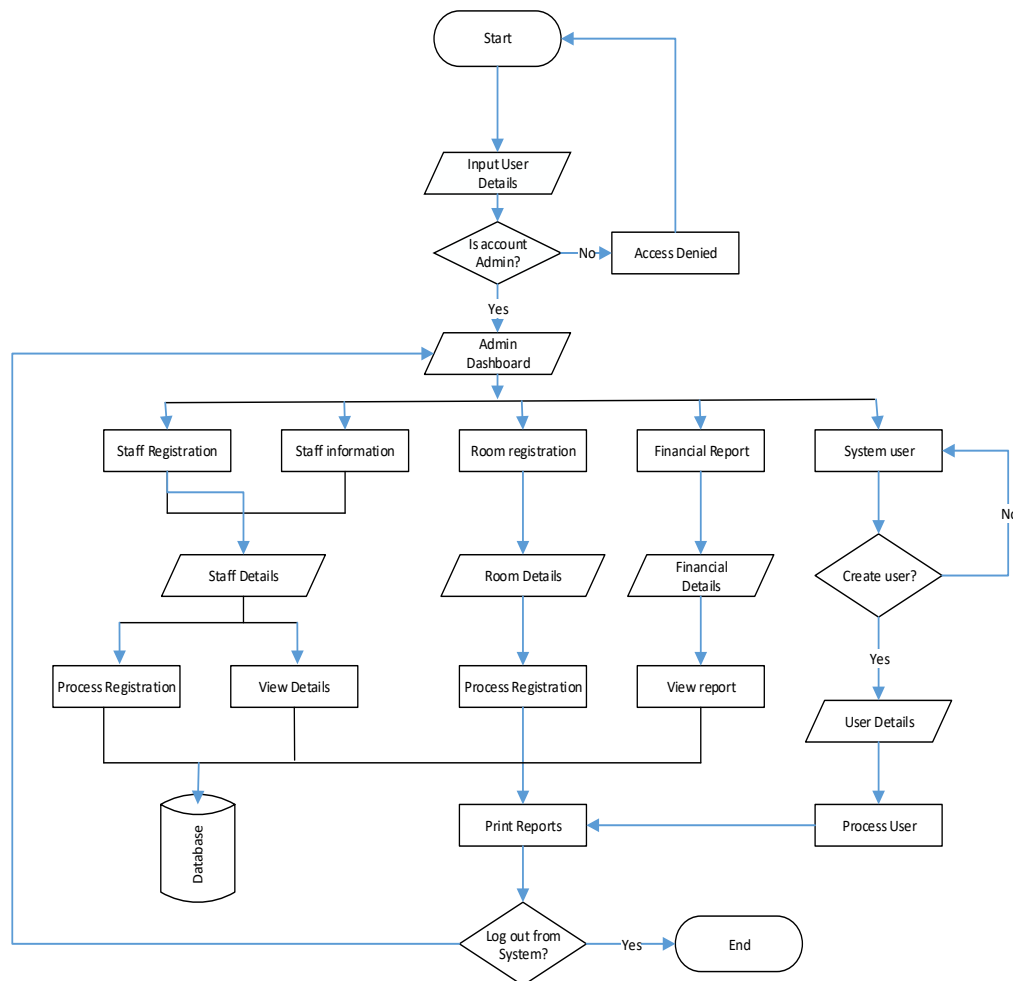 Start
Input User
Details
Is account
Admin?
No
Access Denied
Yes
Admin
Dashboard
Staff Registration
Staff information
Room registration
Financial Report
System user
No
Staff Details
Room Details
Financial
Details
Create user?
Yes
Process Registration
View Details
Process Registration
View report
User Details
Database
Print Reports
Process User
Log out from
System?
Yes
End